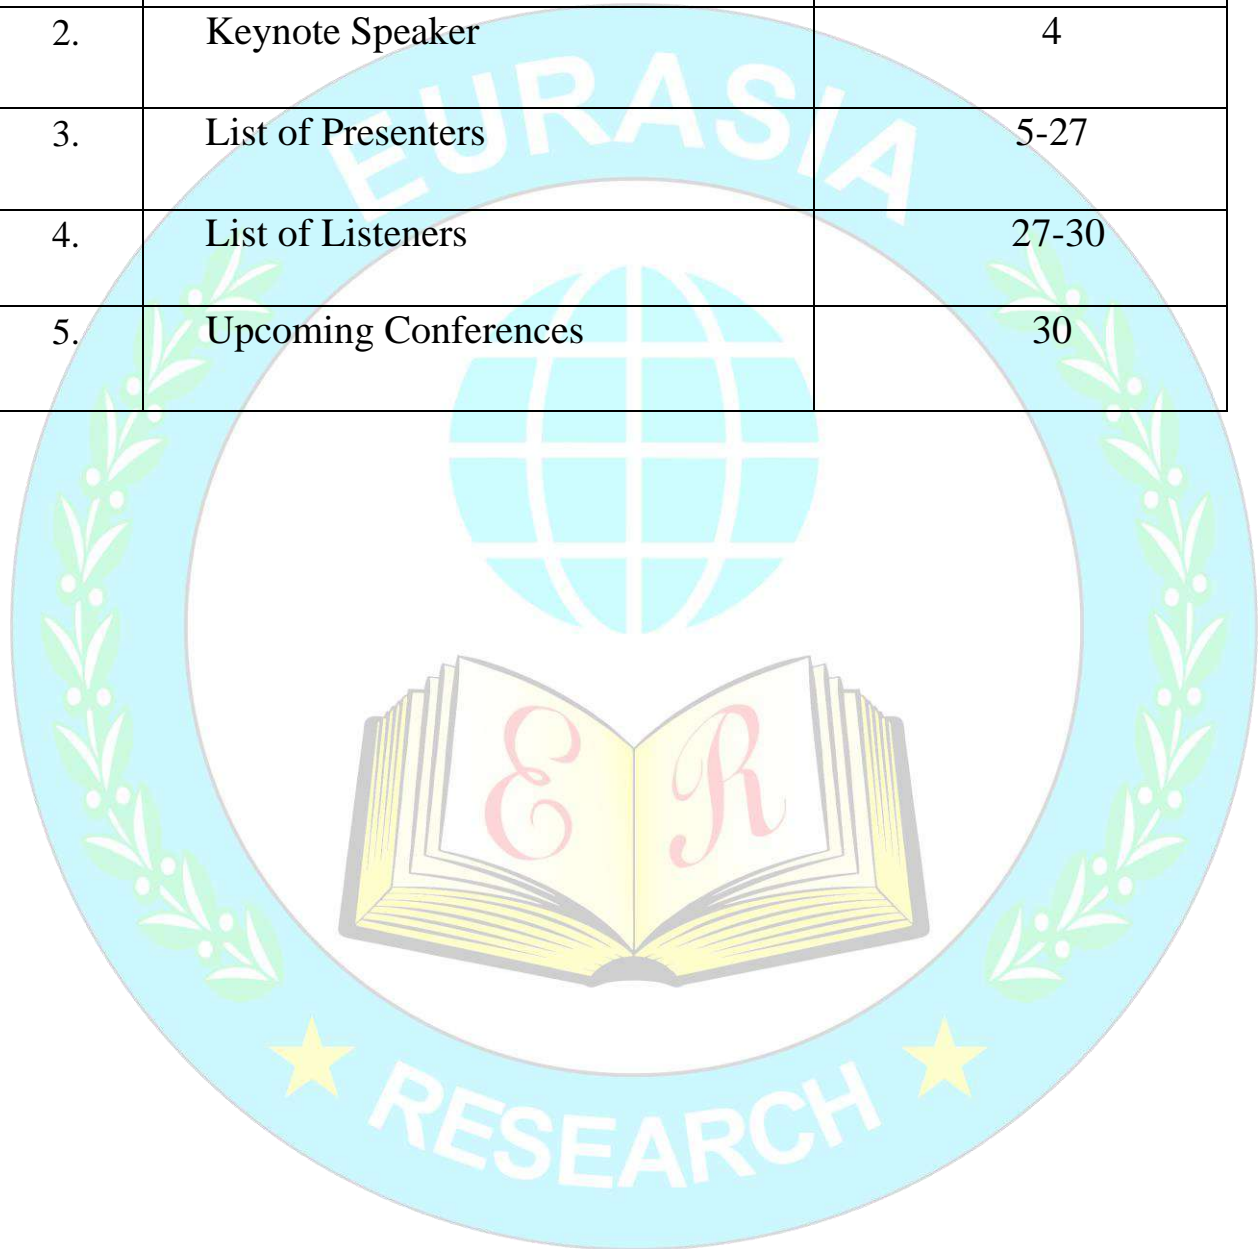 2. Keynote Speaker 4
EURASIA
3. List of Presenters 5-27
4. List of Listeners 27-30
5. Upcoming Conferences 30
E R
RESEARCH